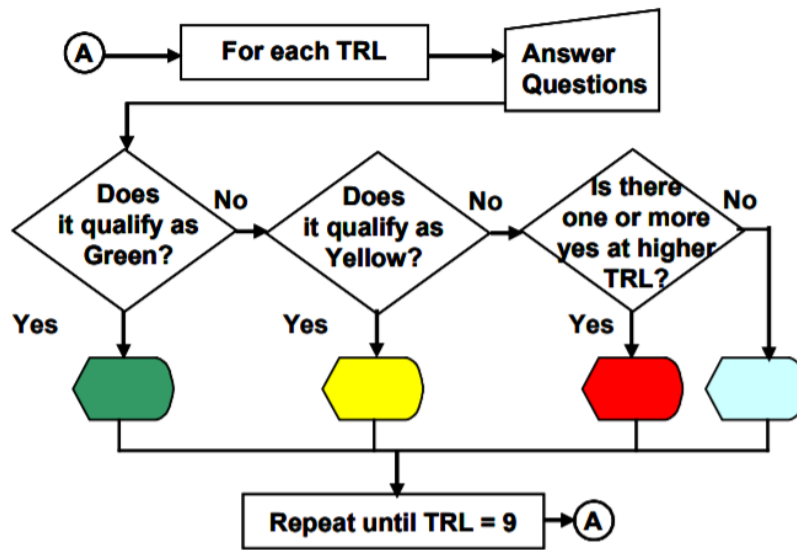 A
For each TRL
Answer
Questions
Does
it qualify as
Green?
No
Does
it qualify as
Yellow?
No
Is there
one or more
yes at higher
TRL?
No
Yes
Yes
Yes
Repeat until TRL = 9
A